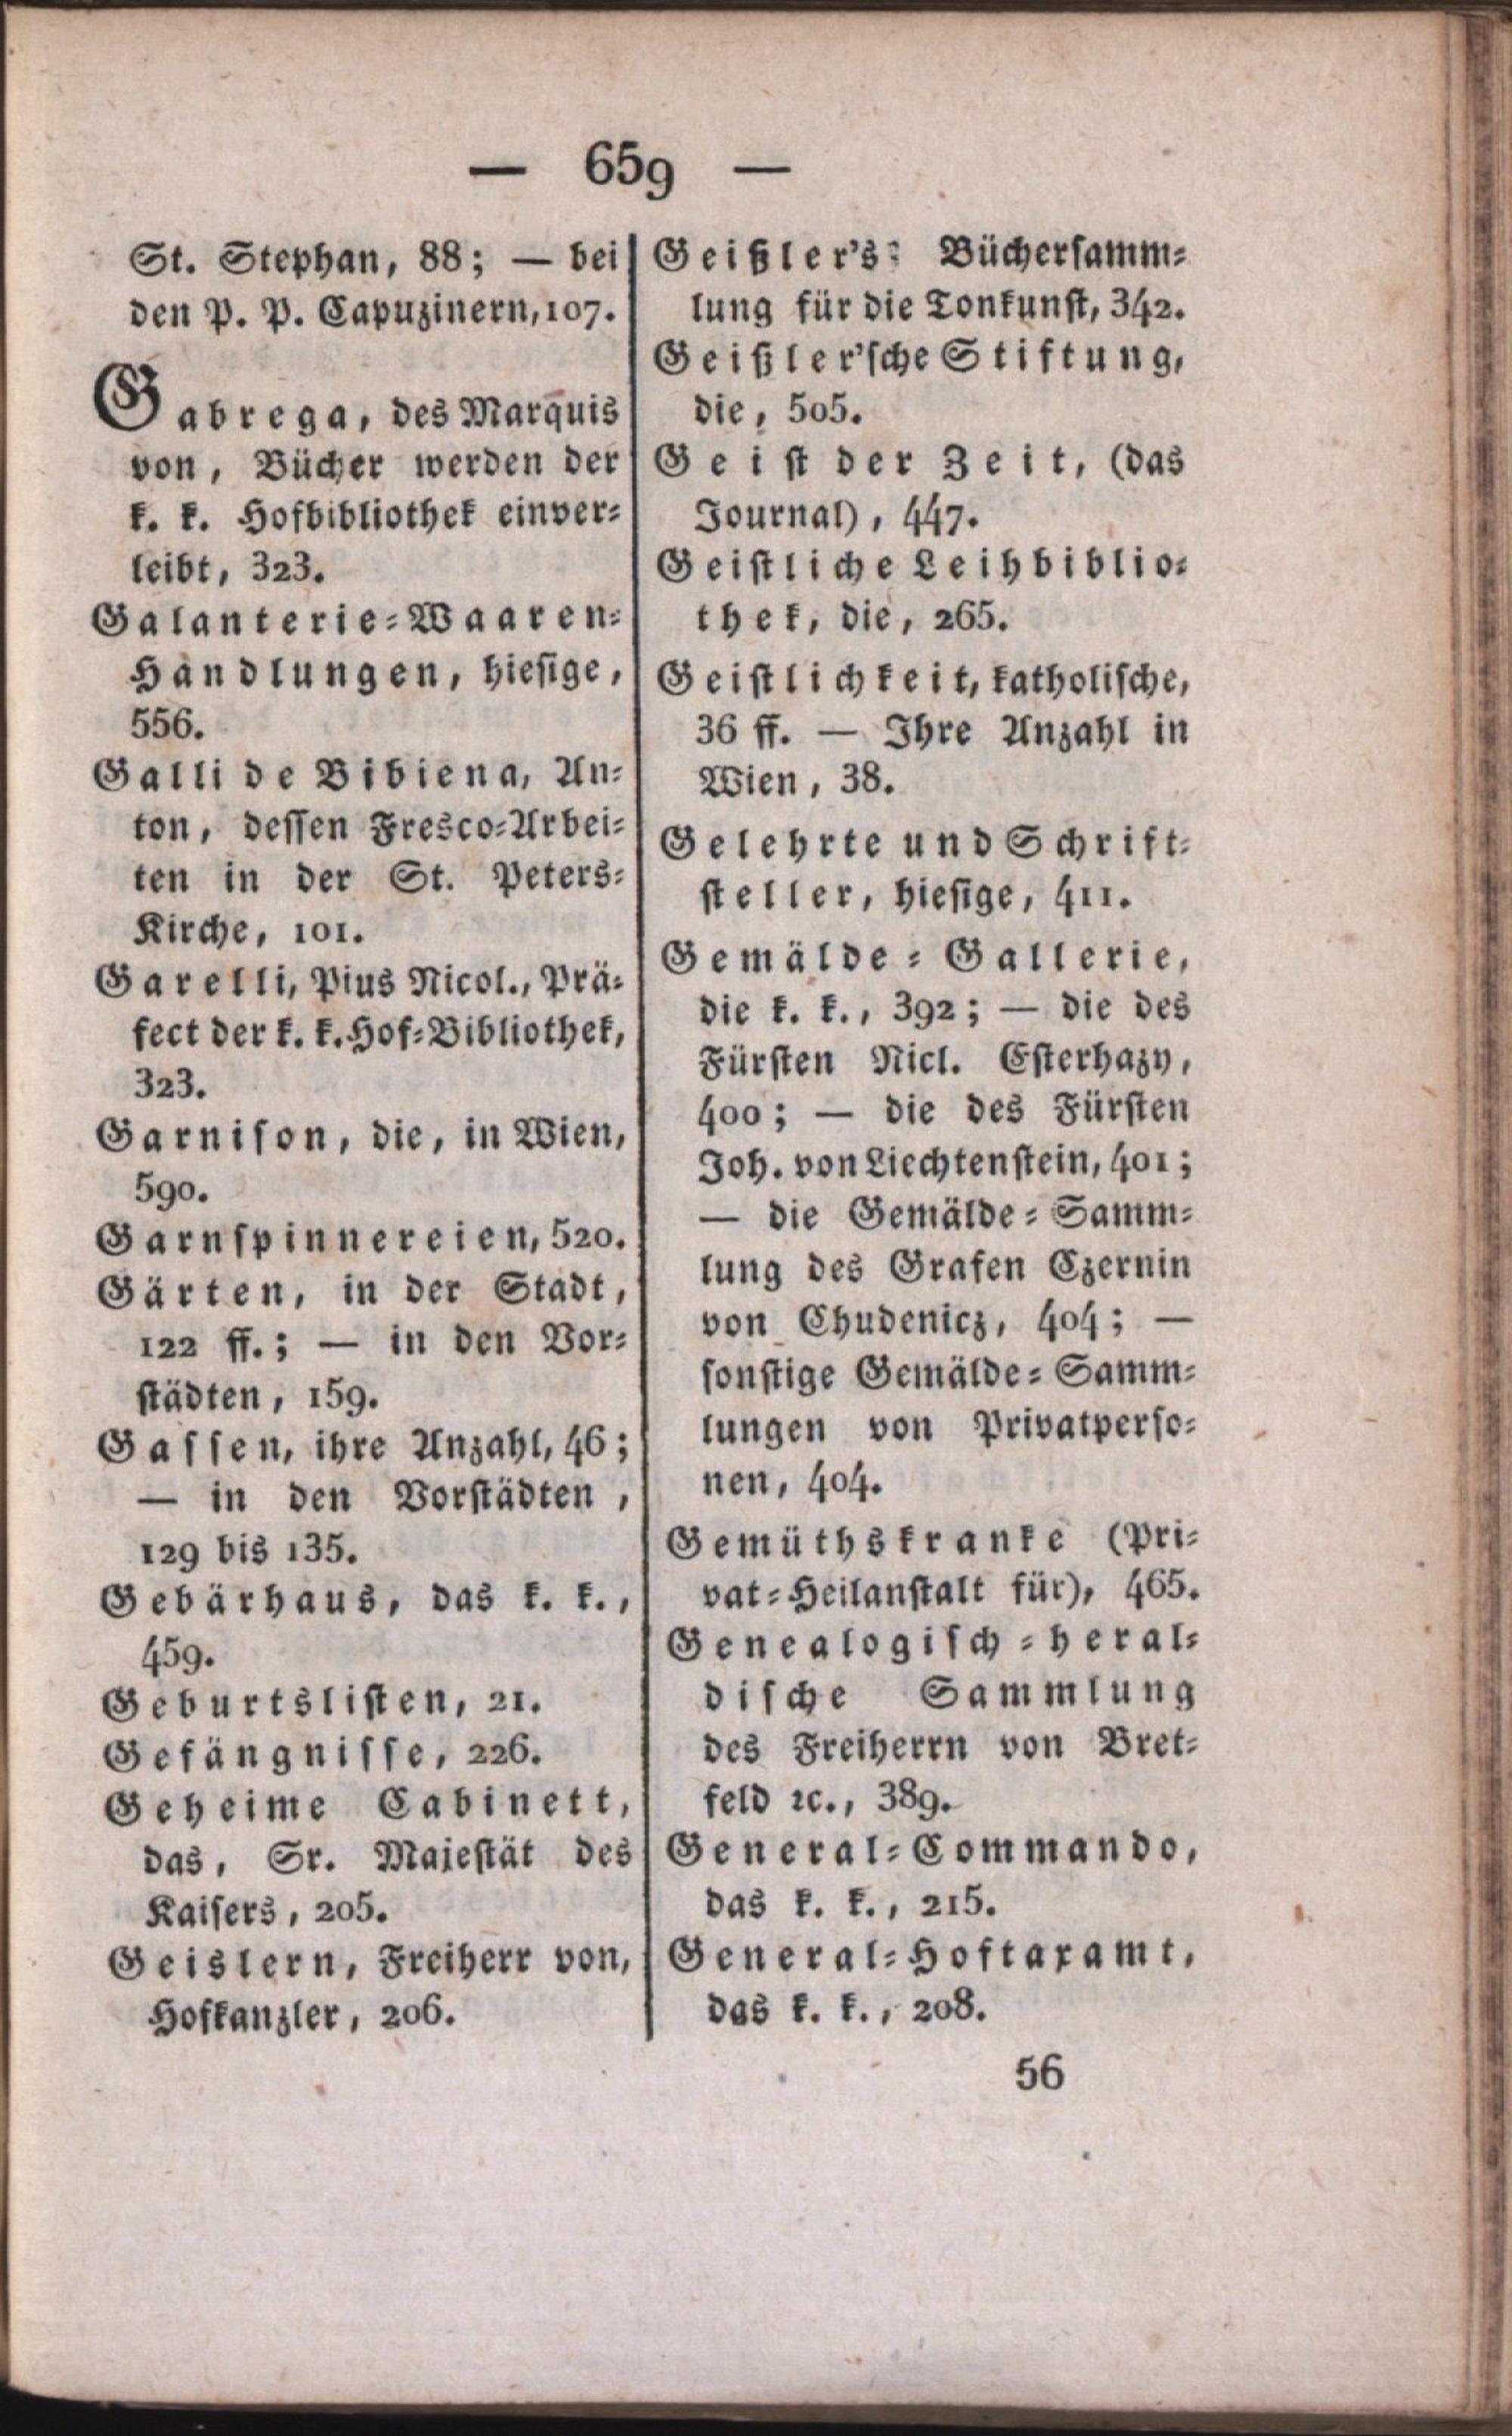 — 659 —
St. Stephan, 88; — bei
den P. P. Capuzinern, 107.
Gabrega, des Marquis
von, Bücher werden der
k. k. Hofbibliothek einver-
leibt, 323.
Galanterie-Waaren-
Handlungen, hiesige,
556.
Galli de Bibiena, An-
ton, dessen Fresco-Arbei-
ten in der St. Peters-
Kirche, 101.
Garelli, Pius Nicol., Prä-
fect der k. k. Hof-Bibliothek,
323.
Garnison, die, in Wien,
590.
Garnspinnereien, 520.
Gärten, in der Stadt,
122 ff.; — in den Vor-
städten, 159.
Gassen, ihre Anzahl, 46;
— in den Vorstädten,
129 bis 135.
Gebärhaus, das k. k.,
459.
Geburtslisten, 21.
Gefängnisse, 226.
Geheime Cabinett,
das, Sr. Majestät des
Kaisers, 205.
Geislern, Freiherr von,
Hofkanzler, 206.
Geißler's Büchersamm-
lung für die Tonkunst, 342.
Geißler'sche Stiftung,
die, 505.
Geist der Zeit, (das
Journal), 447.
Geistliche Leihbiblio-
thek, die, 265.
Geistlichkeit, katholische,
36 ff. — Ihre Anzahl in
Wien, 38.
Gelehrte und Schrift-
steller, hiesige, 411.
Gemälde-Gallerie,
die k. k., 392; — die des
Fürsten Nicl. Esterhazy,
400; — die des Fürsten
Joh. von Liechtenstein, 401;
— die Gemälde-Samm-
lung des Grafen Czernin
von Chudenicz, 404; —
sonstige Gemälde-Samm-
lungen von Privatperso-
nen, 404.
Gemüthskranke (Pri-
vat-Heilanstalt für), 465.
Genealogisch-heral-
dische Sammlung
des Freiherrn von Bret-
feld ꝛc., 389.
General-Commando,
das k. k., 215.
General-Hoftaxamt,
das k. k., 208.
56